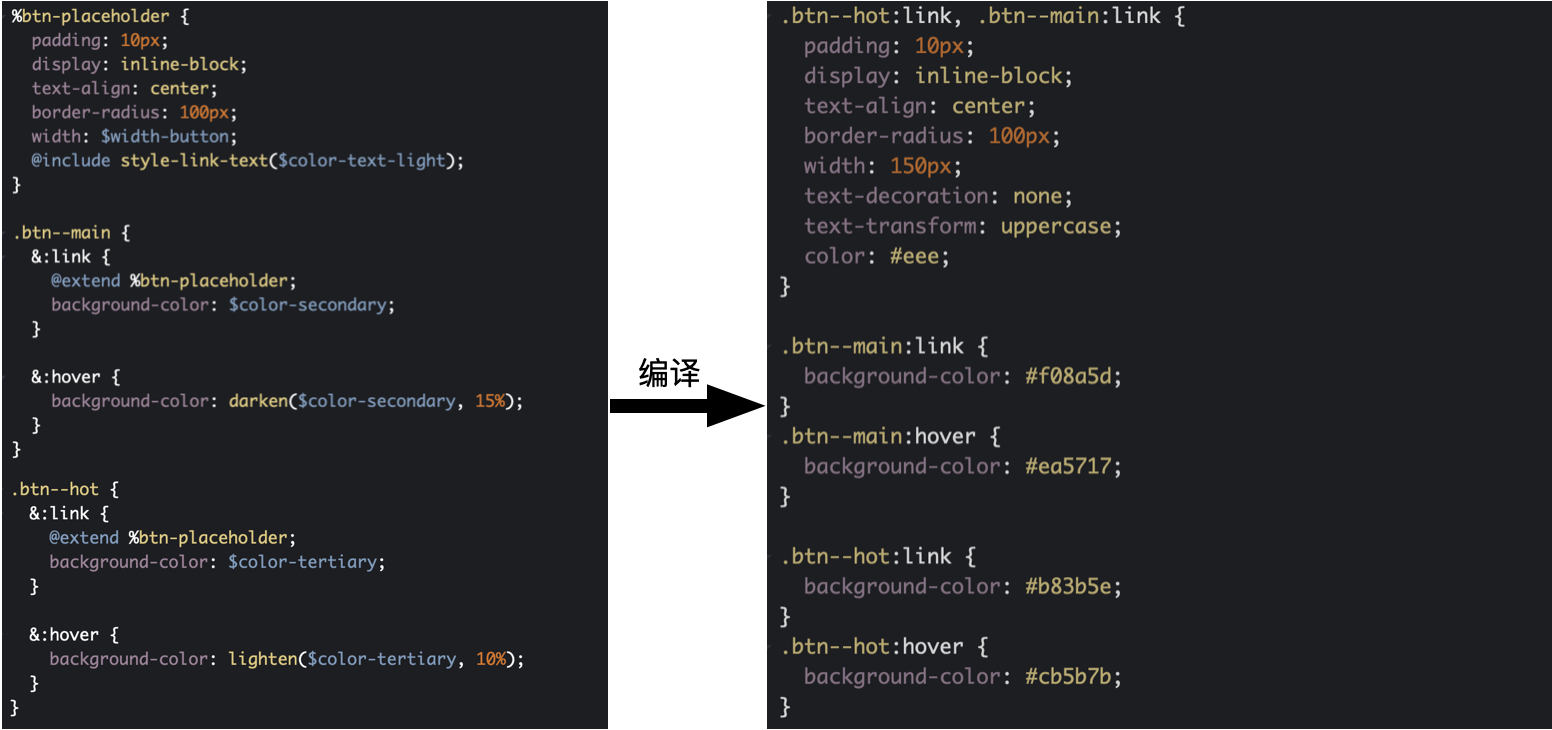 %btn-placeholder {
  padding: 10px;
  display: inline-block;
  text-align: center;
  border-radius: 100px;
  width: $width-button;
  @include style-link-text($color-text-light);
}

.btn--main {
  &:link {
    @extend %btn-placeholder;
    background-color: $color-secondary;
  }

  &:hover {
    background-color: darken($color-secondary, 15%);
  }
}
.btn--hot {
  &:link {
    @extend %btn-placeholder;
    background-color: $color-tertiary;
  }

  &:hover {
    background-color: lighten($color-tertiary, 10%);
  }
}
编译
.btn--hot:link, .btn--main:link {
  padding: 10px;
  display: inline-block;
  text-align: center;
  border-radius: 100px;
  width: 150px;
  text-decoration: none;
  text-transform: uppercase;
  color: #eee;
}

.btn--main:link {
  background-color: #f08a5d;
}
.btn--main:hover {
  background-color: #ea5717;
}

.btn--hot:link {
  background-color: #b83b5e;
}
.btn--hot:hover {
  background-color: #cb5b7b;
}